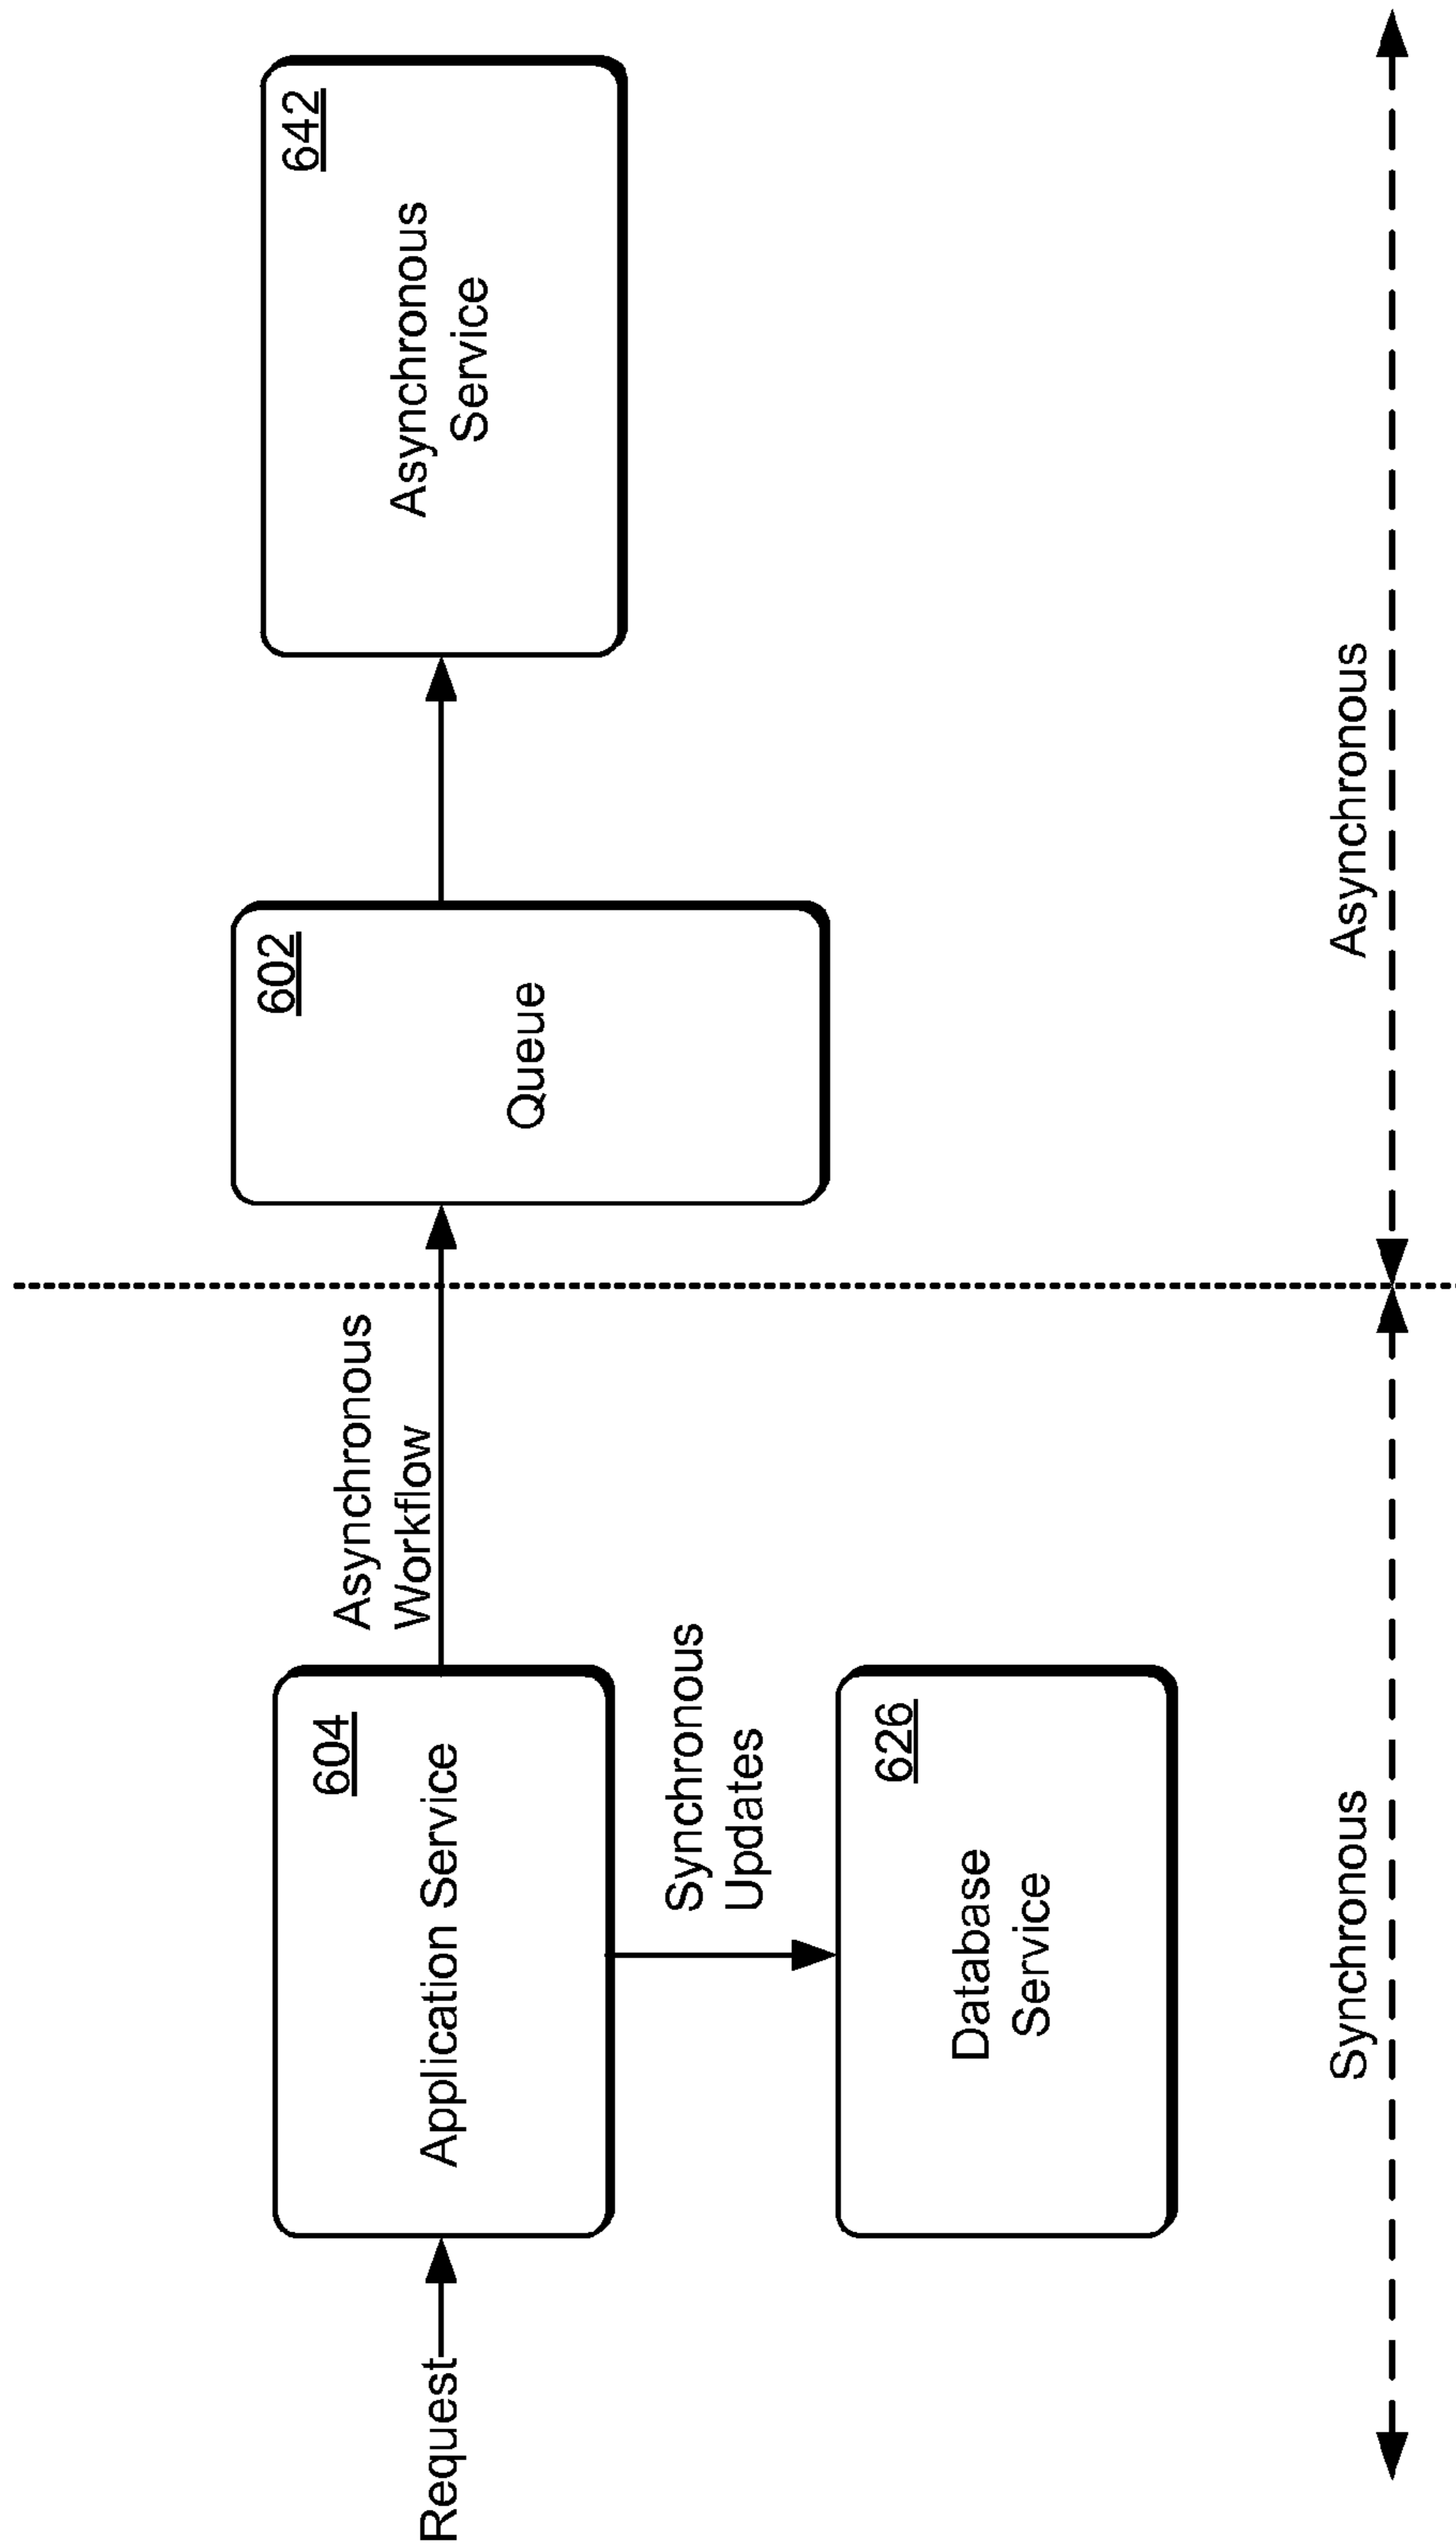 Request
604
Application Service
Asynchronous
Workflow
Synchronous
Updates
626
Database
Service
602
Queue
642
Asynchronous
Service
Synchronous
Asynchronous